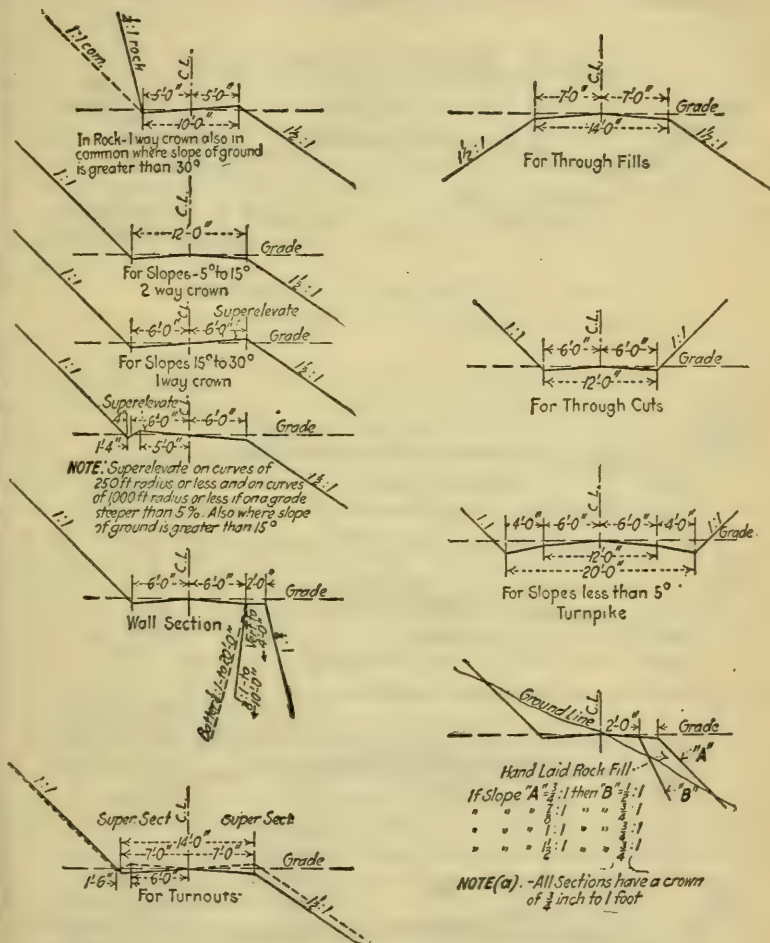 1:1 com.
¼:1 rock
C.L.
5'-0" 5'-0"
10'-0"
1½:1
In Rock-1 way crown also in
common where slope of ground
is greater than 30°
1:1
C.L.
12'-0"
Grade
1½:1
For Slopes-5° to 15°
2 way crown
1:1
Superelevate
6'-0" 6'-0"
Grade
1½:1
For Slopes 15° to 30°
1 way crown
1:1
Superelevate
C.L.
6'-0" 6'-0"
Grade
1'-4" 5'-0"
1½:1
NOTE: Superelevate on curves of
250 ft radius or less and on curves
of 1000 ft radius or less if on a grade
steeper than 5%. Also where slope
of ground is greater than 15°
1:1
C.L.
6'-0" 6'-0" 2'-0"
Grade
Wall Section
Turnouts
1:1
C.L.
Super Sect Super Sect
14'-0"
7'-0" 7'-0"
Grade
1'-6" 6'-0"
1½:1
For Turnouts
C.L.
7'-0" 7'-0"
Grade
14'-0"
1½:1 1½:1
For Through Fills
C.L.
1:1 1:1
6'-0" 6'-0"
Grade
12'-0"
For Through Cuts
C.L.
1:1 1:1
4'-0" 6'-0" 6'-0" 4'-0"
Grade
12'-0"
20'-0"
For Slopes less than 5°
Turnpike
Ground Line
C.L.
2'-0"
Grade
"A"
"B"
Hand Laid Rock Fill
If Slope "A"=¾:1 then "B"=½:1
NOTE(a).-All Sections have a crown
of ¾ inch to 1 foot